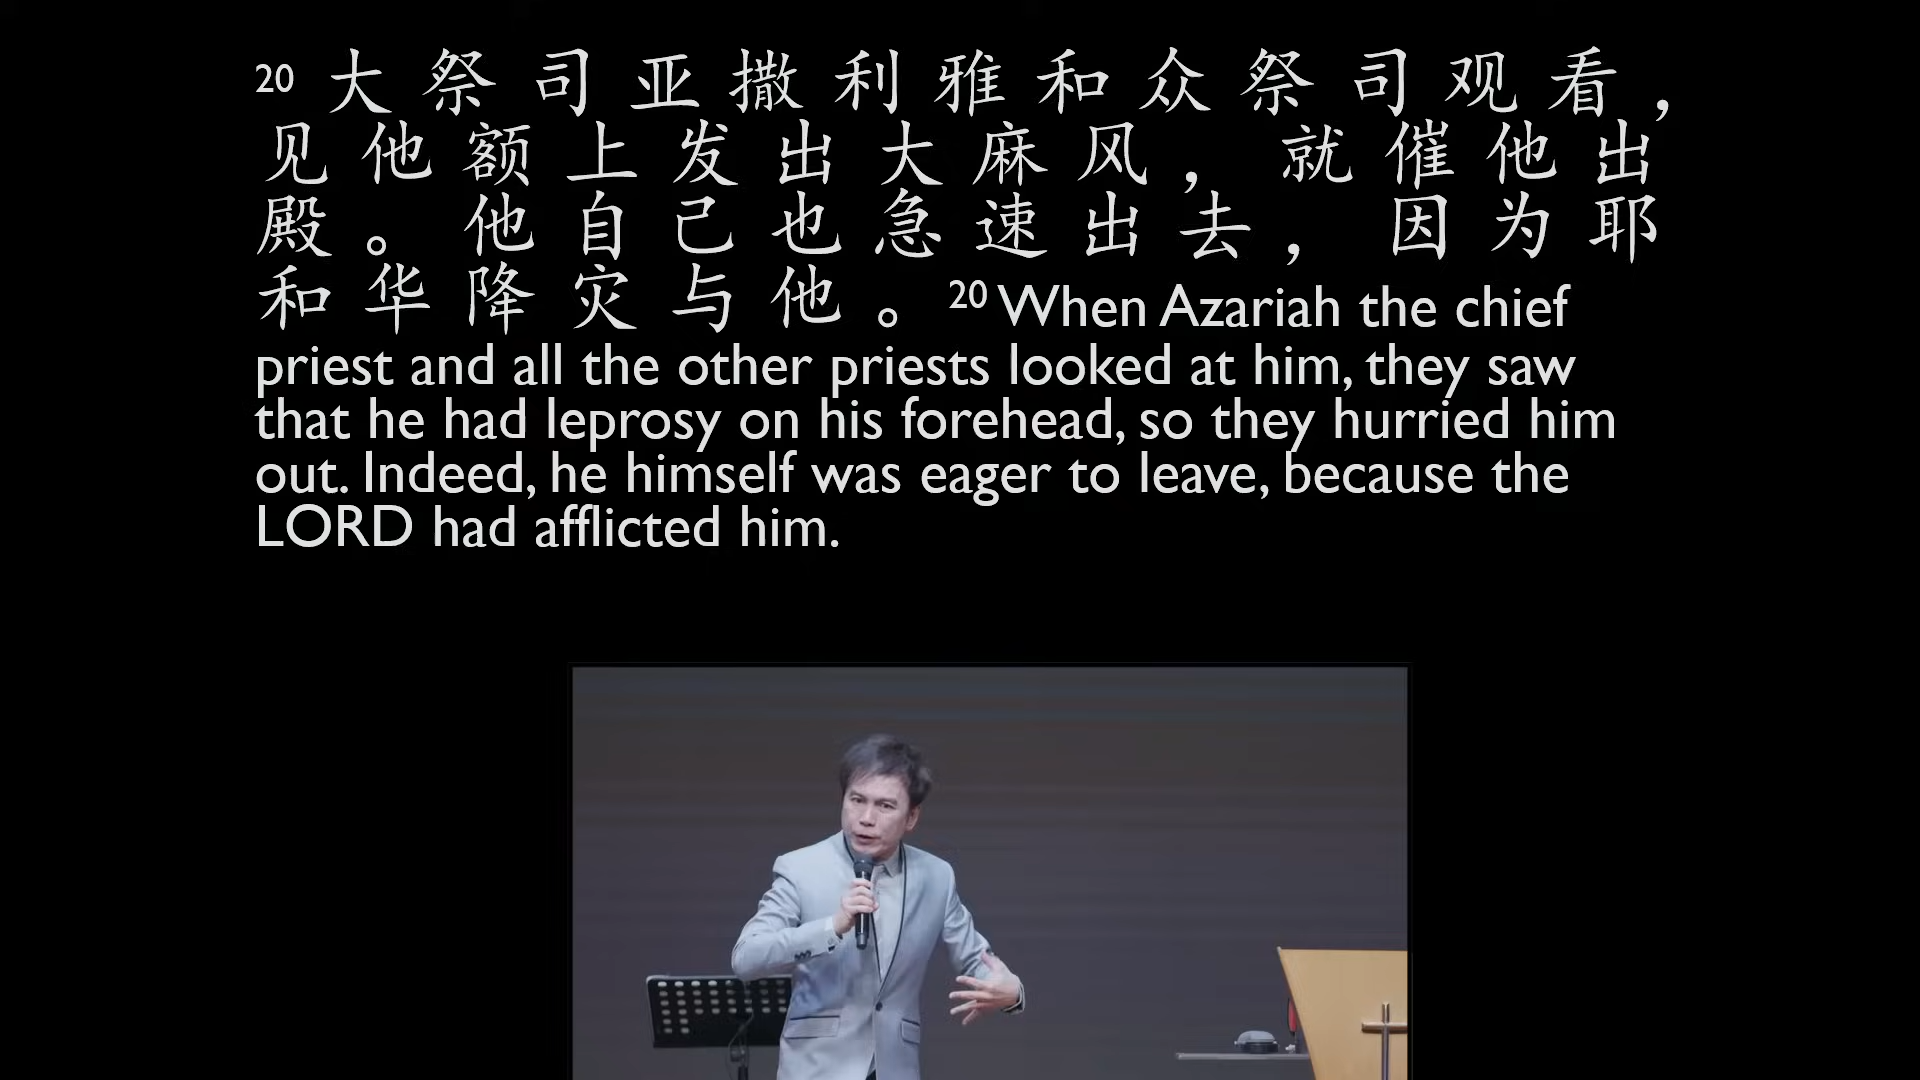 20 大祭司亚撒利雅和众祭司观看,
见他额上发出大麻风, 就催他出
殿。他自己也急速出去, 因为耶
和华降灾与他。 20 When Azariah the chief
priest and all the other priests looked at him, they saw
that he had leprosy on his forehead, so they hurried him
out. Indeed, he himself was eager to leave, because the
LORD had afflicted him.